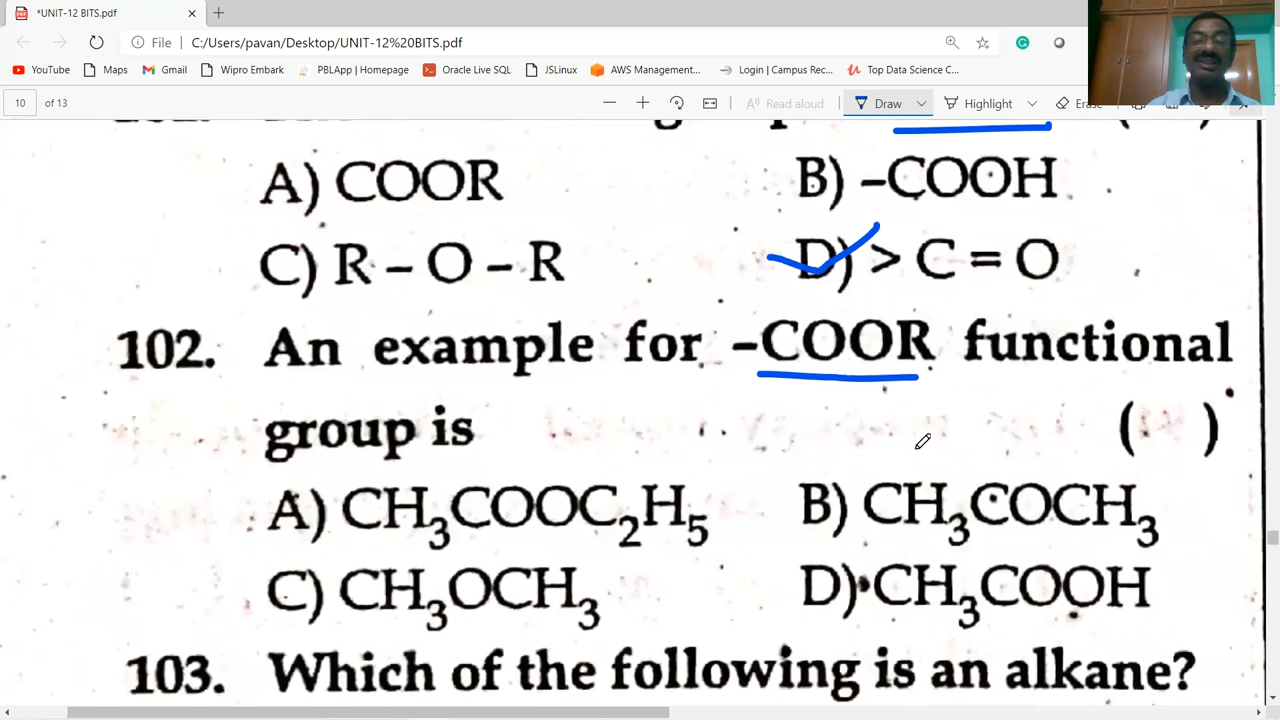 *UNIT-12 BITS.pdf
File C:/Users/pavan/Desktop/UNIT-12%20BITS.pdf
YouTube Maps Gmail Wipro Embark PBLApp | Homepage Oracle Live SQL JSLinux AWS Management... Login | Campus Rec... Top Data Science C...
10 of 13 Read aloud Draw Highlight Erase
A) COOR B) –COOH
C) R – O – R D) > C = O
102. An example for –COOR functional
group is ( )
A) CH3COOC2H5 B) CH3COCH3
C) CH3OCH3 D) CH3COOH
103. Which of the following is an alkane?